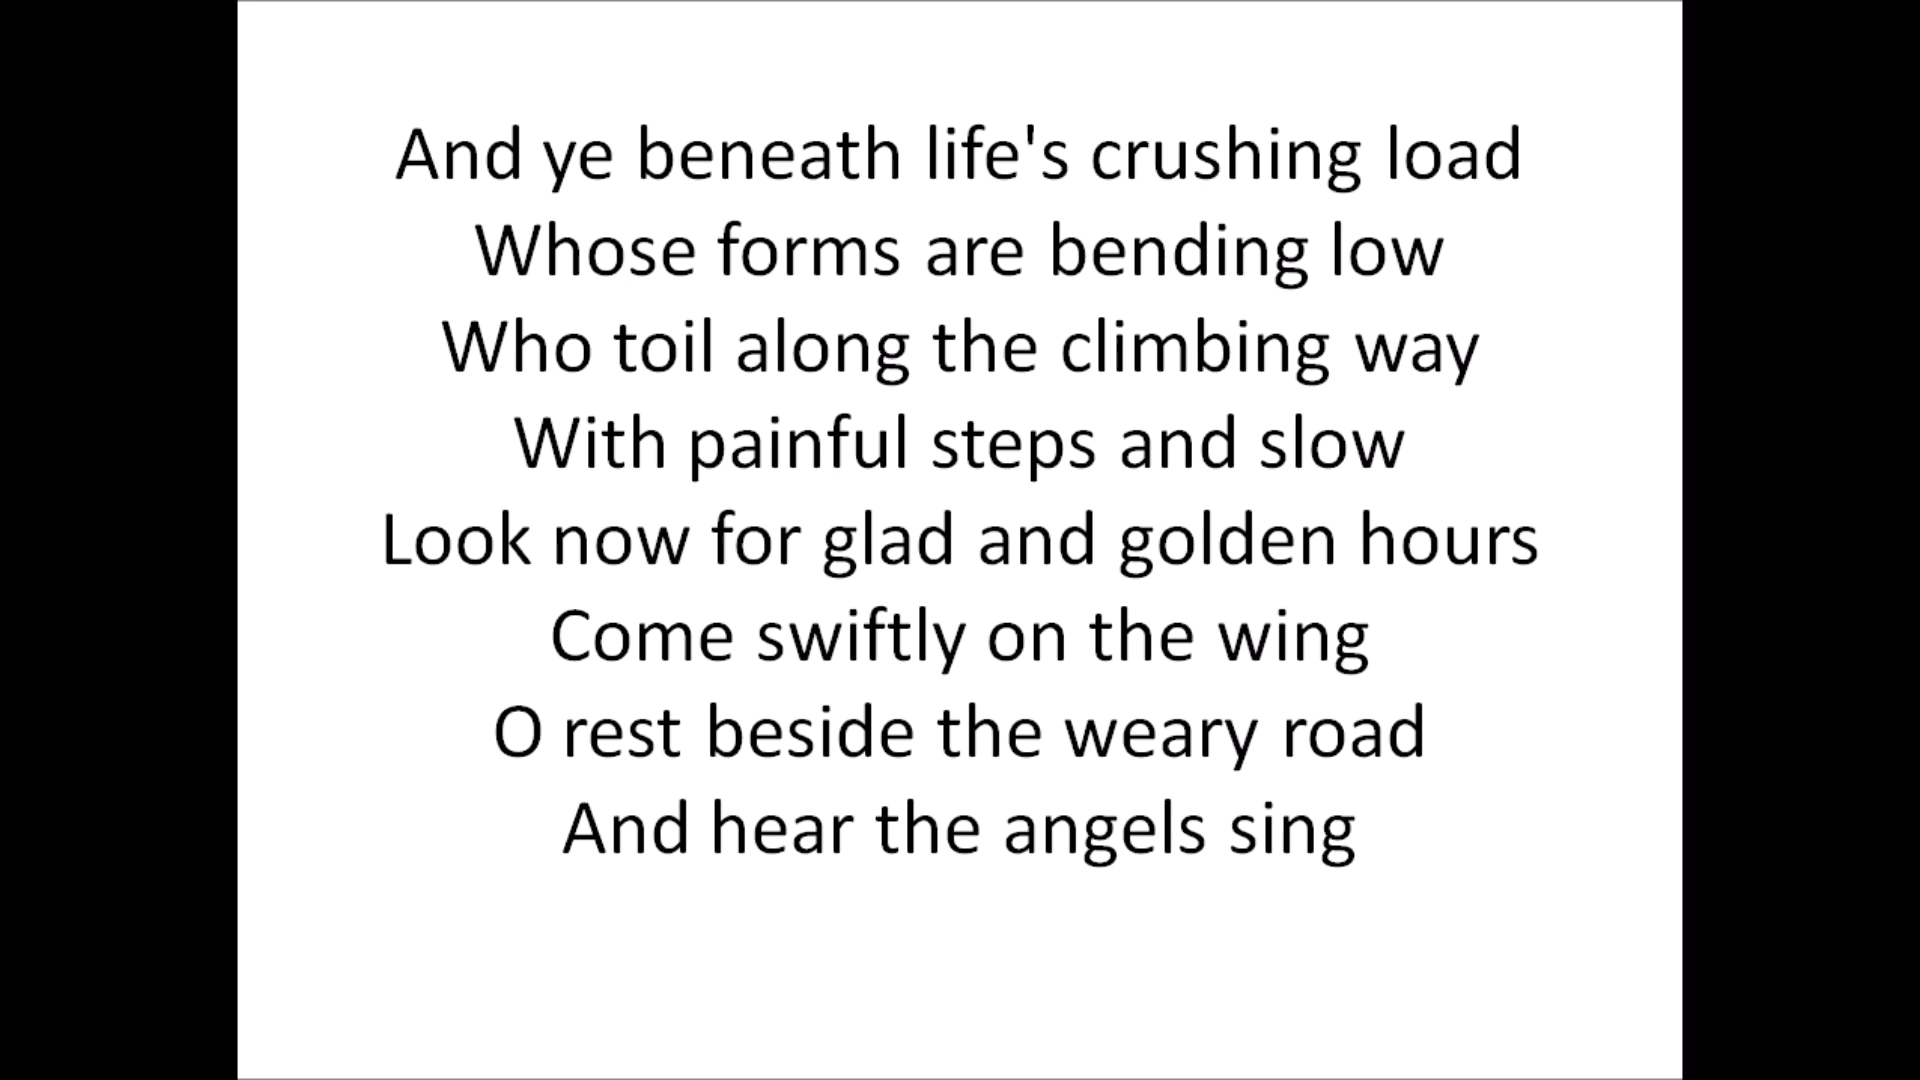 And ye beneath life's crushing load
Whose forms are bending low
Who toil along the climbing way
With painful steps and slow
Look now for glad and golden hours
Come swiftly on the wing
O rest beside the weary road
And hear the angels sing